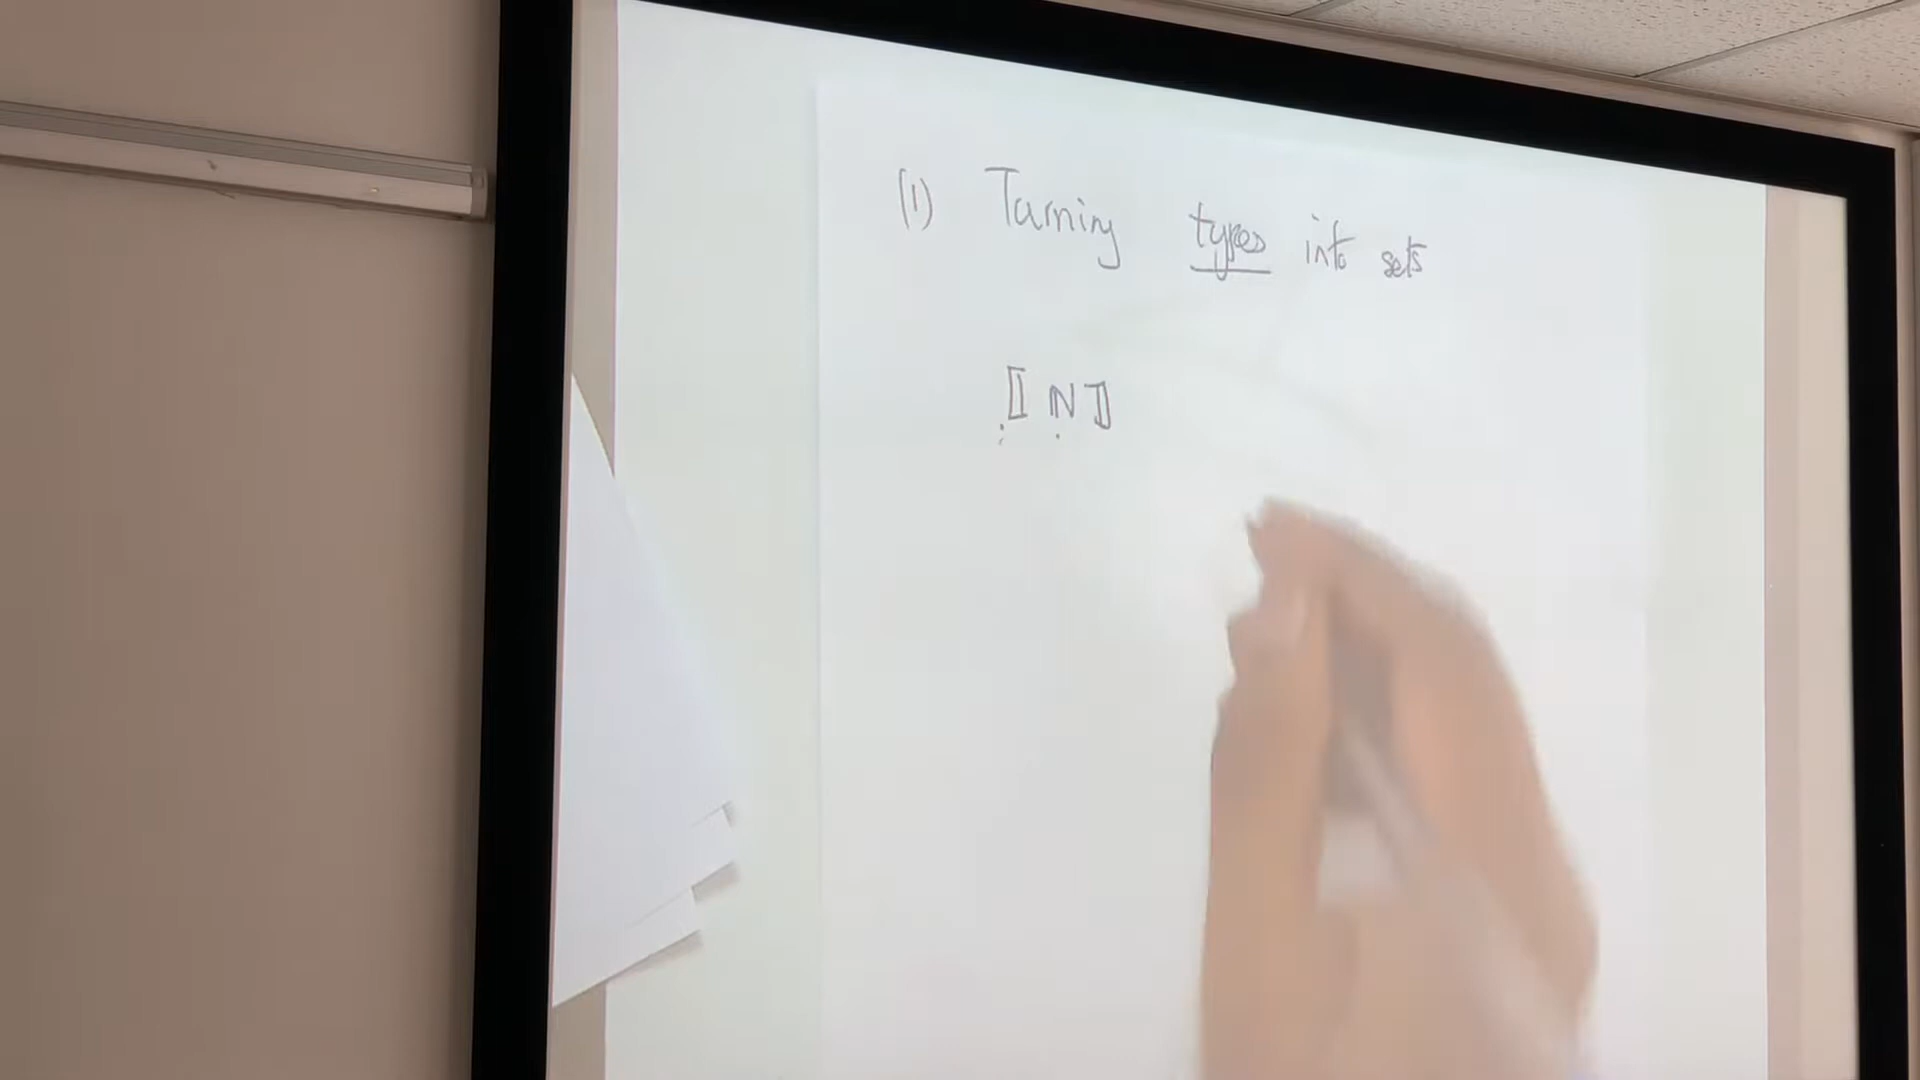 (1) Turning types into sets
⟦ N ⟧